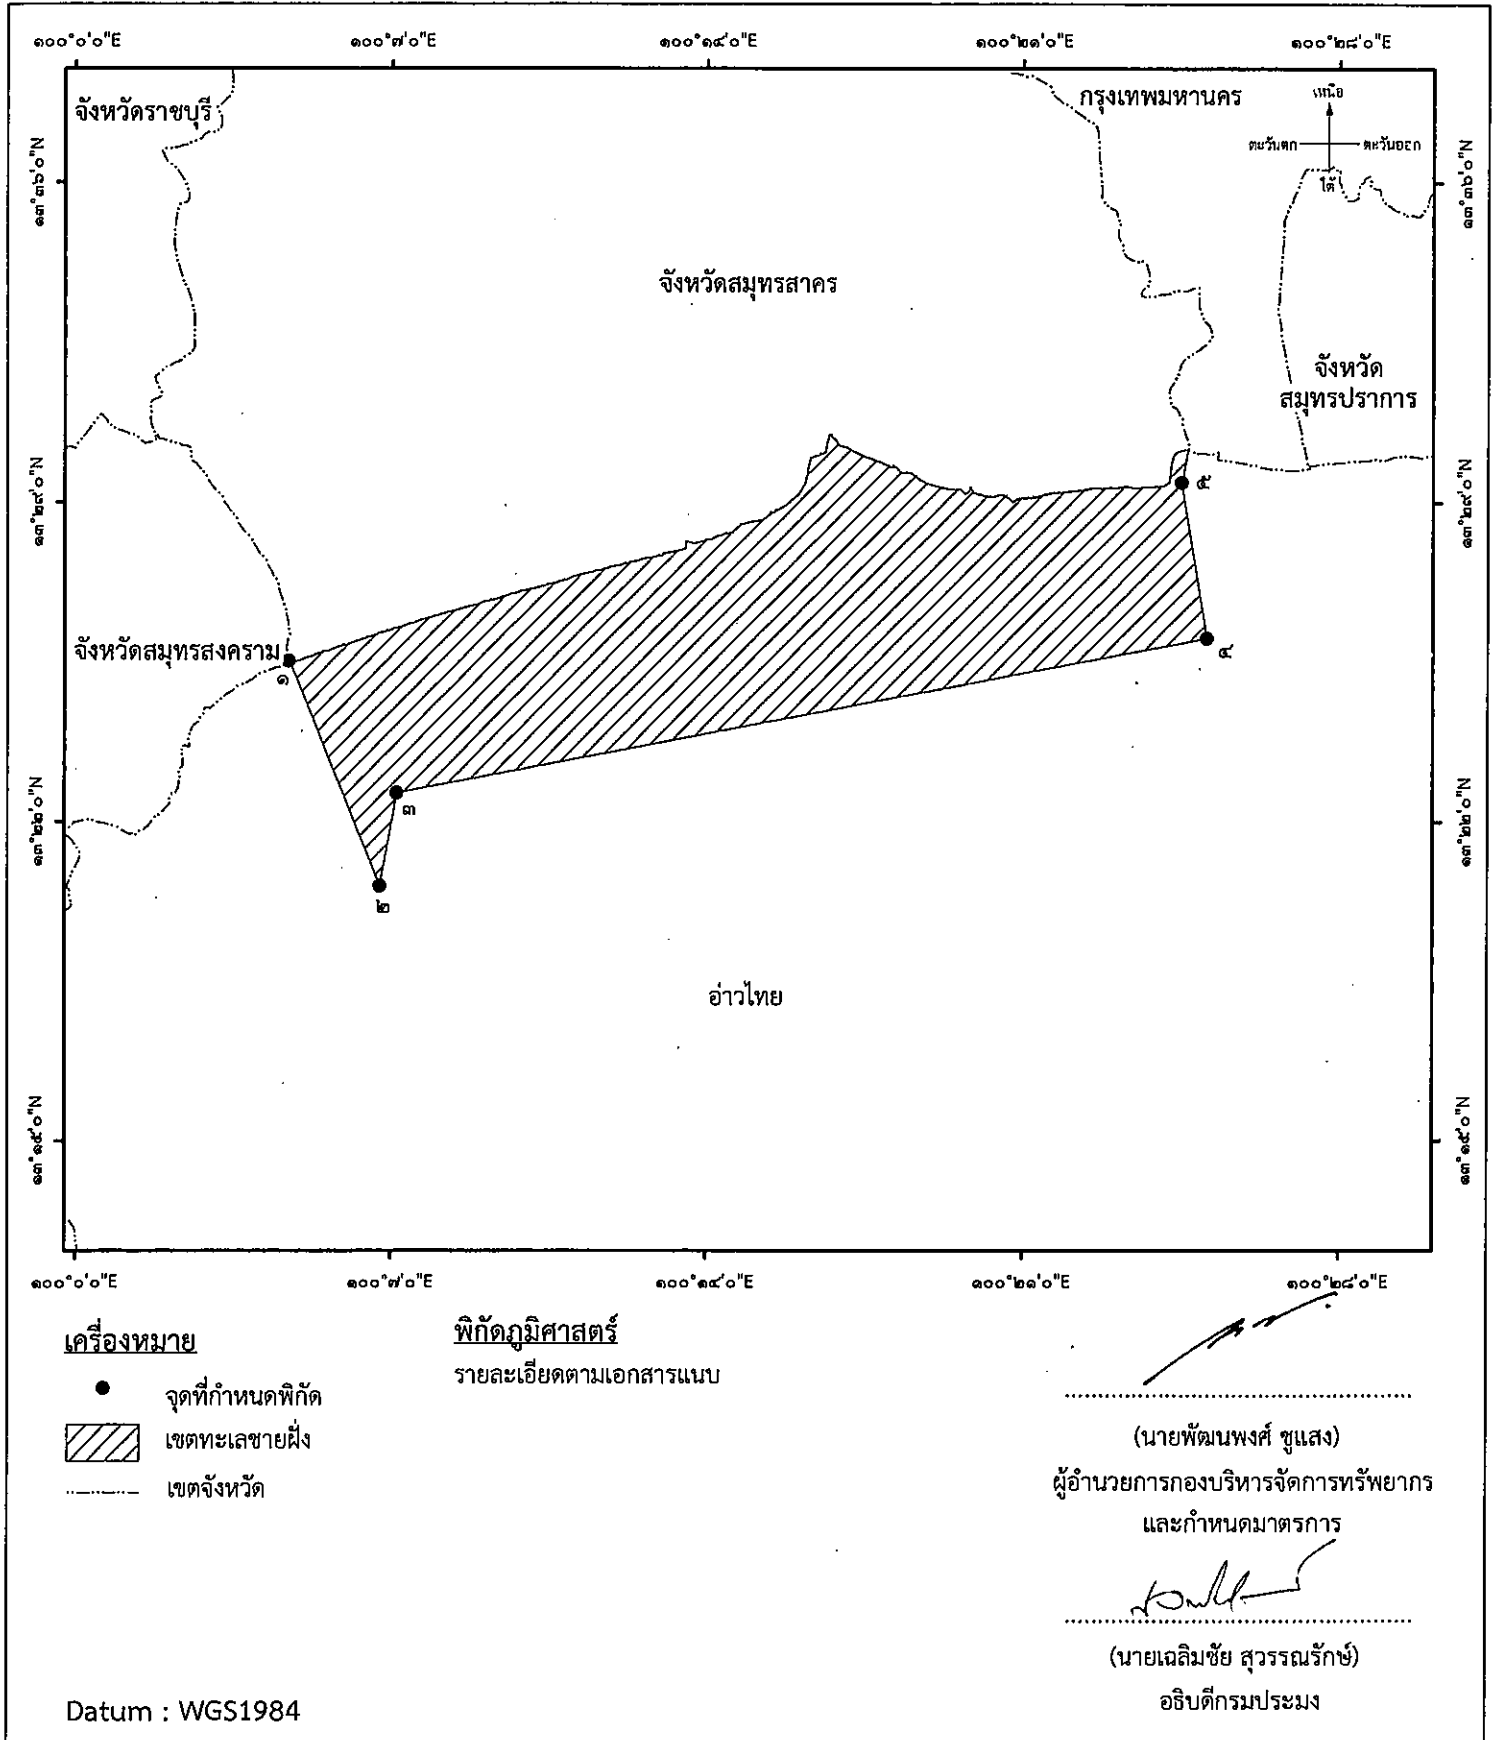 ๑๐๐°๐'๐"E ๑๐๐°๗'๐"E ๑๐๐°๑๔'๐"E ๑๐๐°๒๑'๐"E ๑๐๐°๒๘'๐"E
จังหวัดราชบุรี
กรุงเทพมหานคร
เหนือ
ตะวันตก ตะวันออก
ใต้
๑๓°๓๖'๐"N ๑๓°๓๖'๐"N
จังหวัดสมุทรสาคร
จังหวัด
สมุทรปราการ
๑๓°๒๙'๐"N ๑๓°๒๙'๐"N
๕
จังหวัดสมุทรสงคราม
๑
๔
๑๓°๒๒'๐"N ๑๓°๒๒'๐"N
๓
๒
อ่าวไทย
๑๓°๑๕'๐"N ๑๓°๑๕'๐"N
๑๐๐°๐'๐"E ๑๐๐°๗'๐"E ๑๐๐°๑๔'๐"E ๑๐๐°๒๑'๐"E ๑๐๐°๒๘'๐"E
เครื่องหมาย
จุดที่กำหนดพิกัด
เขตทะเลชายฝั่ง
เขตจังหวัด
พิกัดภูมิศาสตร์
รายละเอียดตามเอกสารแนบ
(นายพัฒนพงศ์ ชูแสง)
ผู้อำนวยการกองบริหารจัดการทรัพยากร
และกำหนดมาตรการ
(นายเฉลิมชัย สุวรรณรักษ์)
อธิบดีกรมประมง
Datum : WGS1984